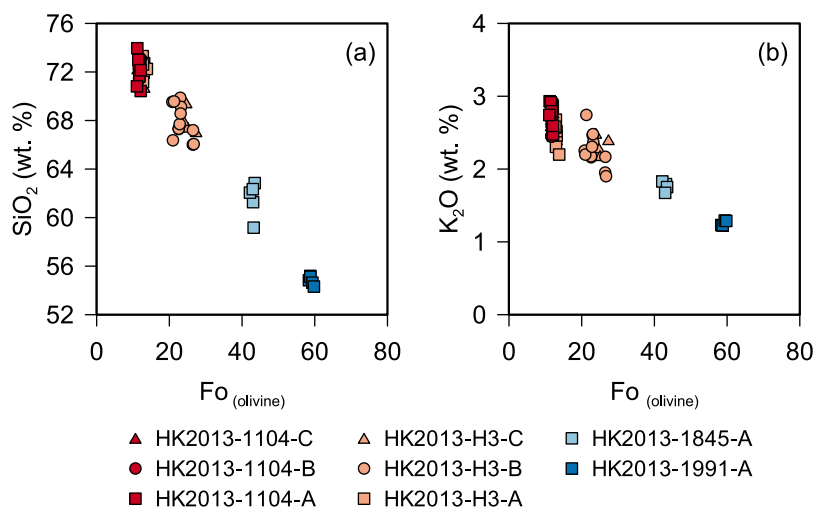 76
72
68
64
60
56
52
SiO2 (wt. %)
(a)
0 20 40 60 80
Fo (olivine)
4
3
2
1
0
K2O (wt. %)
(b)
0 20 40 60 80
Fo (olivine)
HK2013-1104-C HK2013-H3-C HK2013-1845-A
HK2013-1104-B HK2013-H3-B HK2013-1991-A
HK2013-1104-A HK2013-H3-A